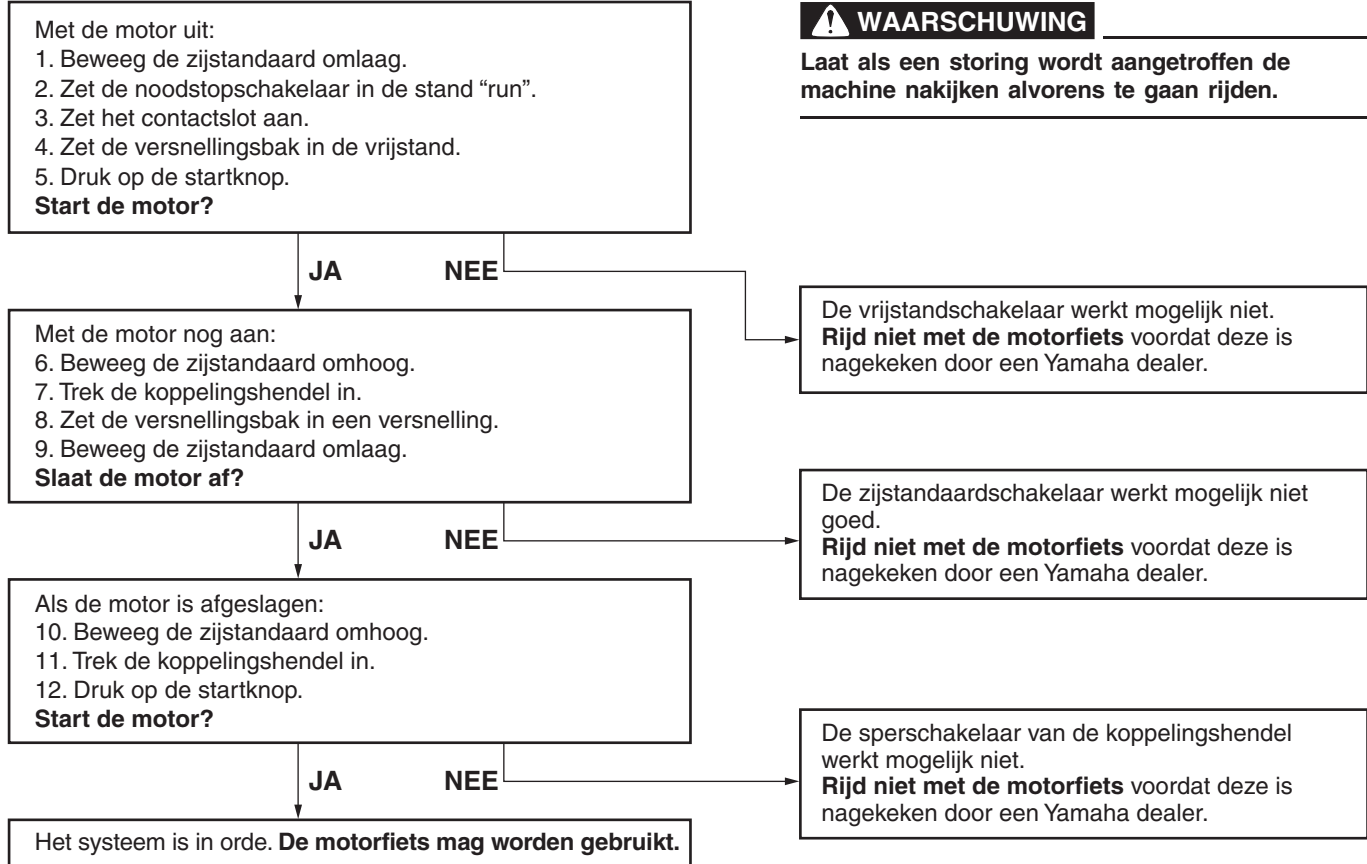 Met de motor uit:
1. Beweeg de zijstandaard omlaag.
2. Zet de noodstopschakelaar in de stand “run”.
3. Zet het contactslot aan.
4. Zet de versnellingsbak in de vrijstand.
5. Druk op de startknop.
Start de motor?
WAARSCHUWING
Laat als een storing wordt aangetroffen de
machine nakijken alvorens te gaan rijden.
JA NEE
De vrijstandschakelaar werkt mogelijk niet.
Rijd niet met de motorfiets voordat deze is
nagekeken door een Yamaha dealer.
Met de motor nog aan:
6. Beweeg de zijstandaard omhoog.
7. Trek de koppelingshendel in.
8. Zet de versnellingsbak in een versnelling.
9. Beweeg de zijstandaard omlaag.
Slaat de motor af?
JA NEE
De zijstandaardschakelaar werkt mogelijk niet
goed.
Rijd niet met de motorfiets voordat deze is
nagekeken door een Yamaha dealer.
Als de motor is afgeslagen:
10. Beweeg de zijstandaard omhoog.
11. Trek de koppelingshendel in.
12. Druk op de startknop.
Start de motor?
JA NEE
De sperschakelaar van de koppelingshendel
werkt mogelijk niet.
Rijd niet met de motorfiets voordat deze is
nagekeken door een Yamaha dealer.
Het systeem is in orde. De motorfiets mag worden gebruikt.